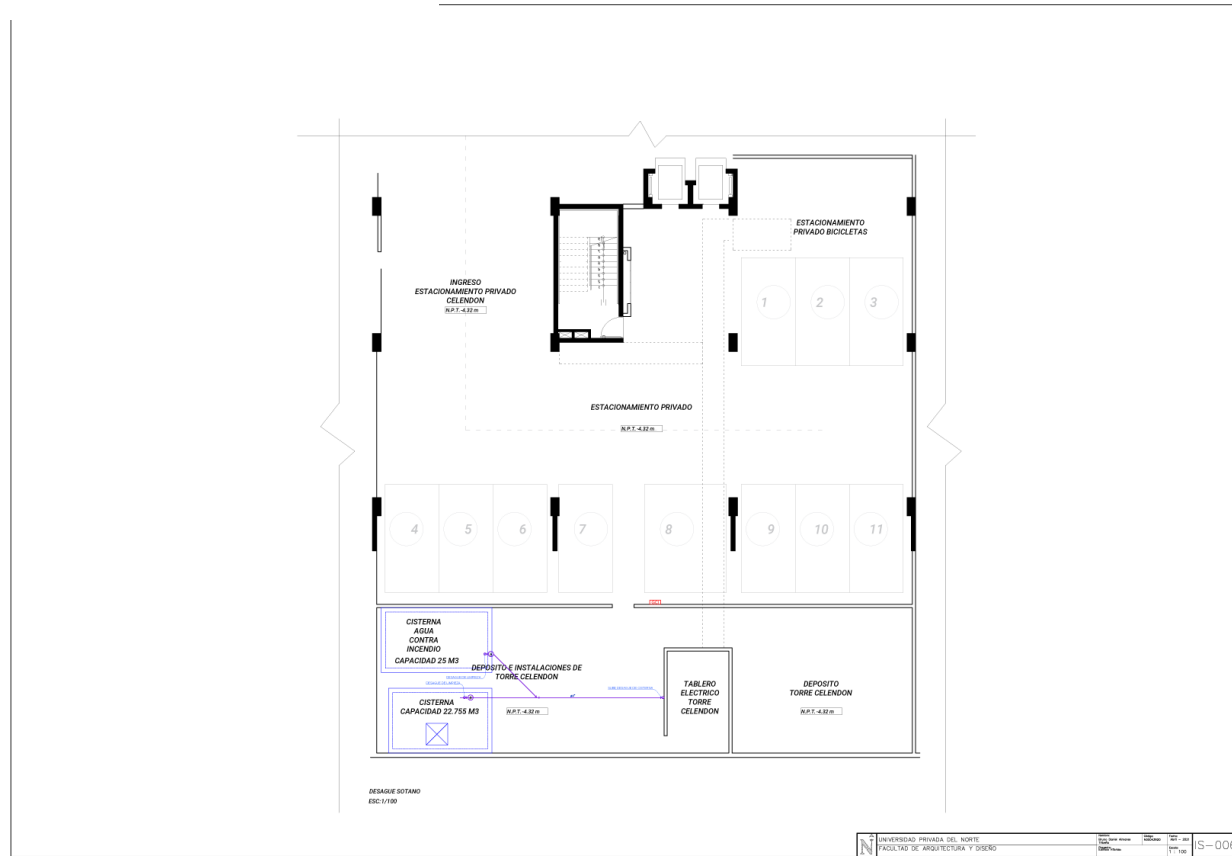 ESTACIONAMIENTO
PRIVADO BICICLETAS
INGRESO
ESTACIONAMIENTO PRIVADO
CELENDON
N.P.T. -4.32 m
1
2
3
ESTACIONAMIENTO PRIVADO
N.P.T. -4.32 m
4
5
6
7
8
9
10
11
CISTERNA
AGUA
CONTRA
INCENDIO
CAPACIDAD 25 M3
DEPOSITO E INSTALACIONES DE
TORRE CELENDON
CISTERNA
CAPACIDAD 22.755 M3
N.P.T. -4.32 m
TABLERO
ELECTRICO
TORRE
CELENDON
DEPOSITO
TORRE CELENDON
N.P.T. -4.32 m
DESAGUE SOTANO
ESC:1/100
N
UNIVERSIDAD PRIVADA DEL NORTE
FACULTAD DE ARQUITECTURA Y DISEÑO
1 : 100